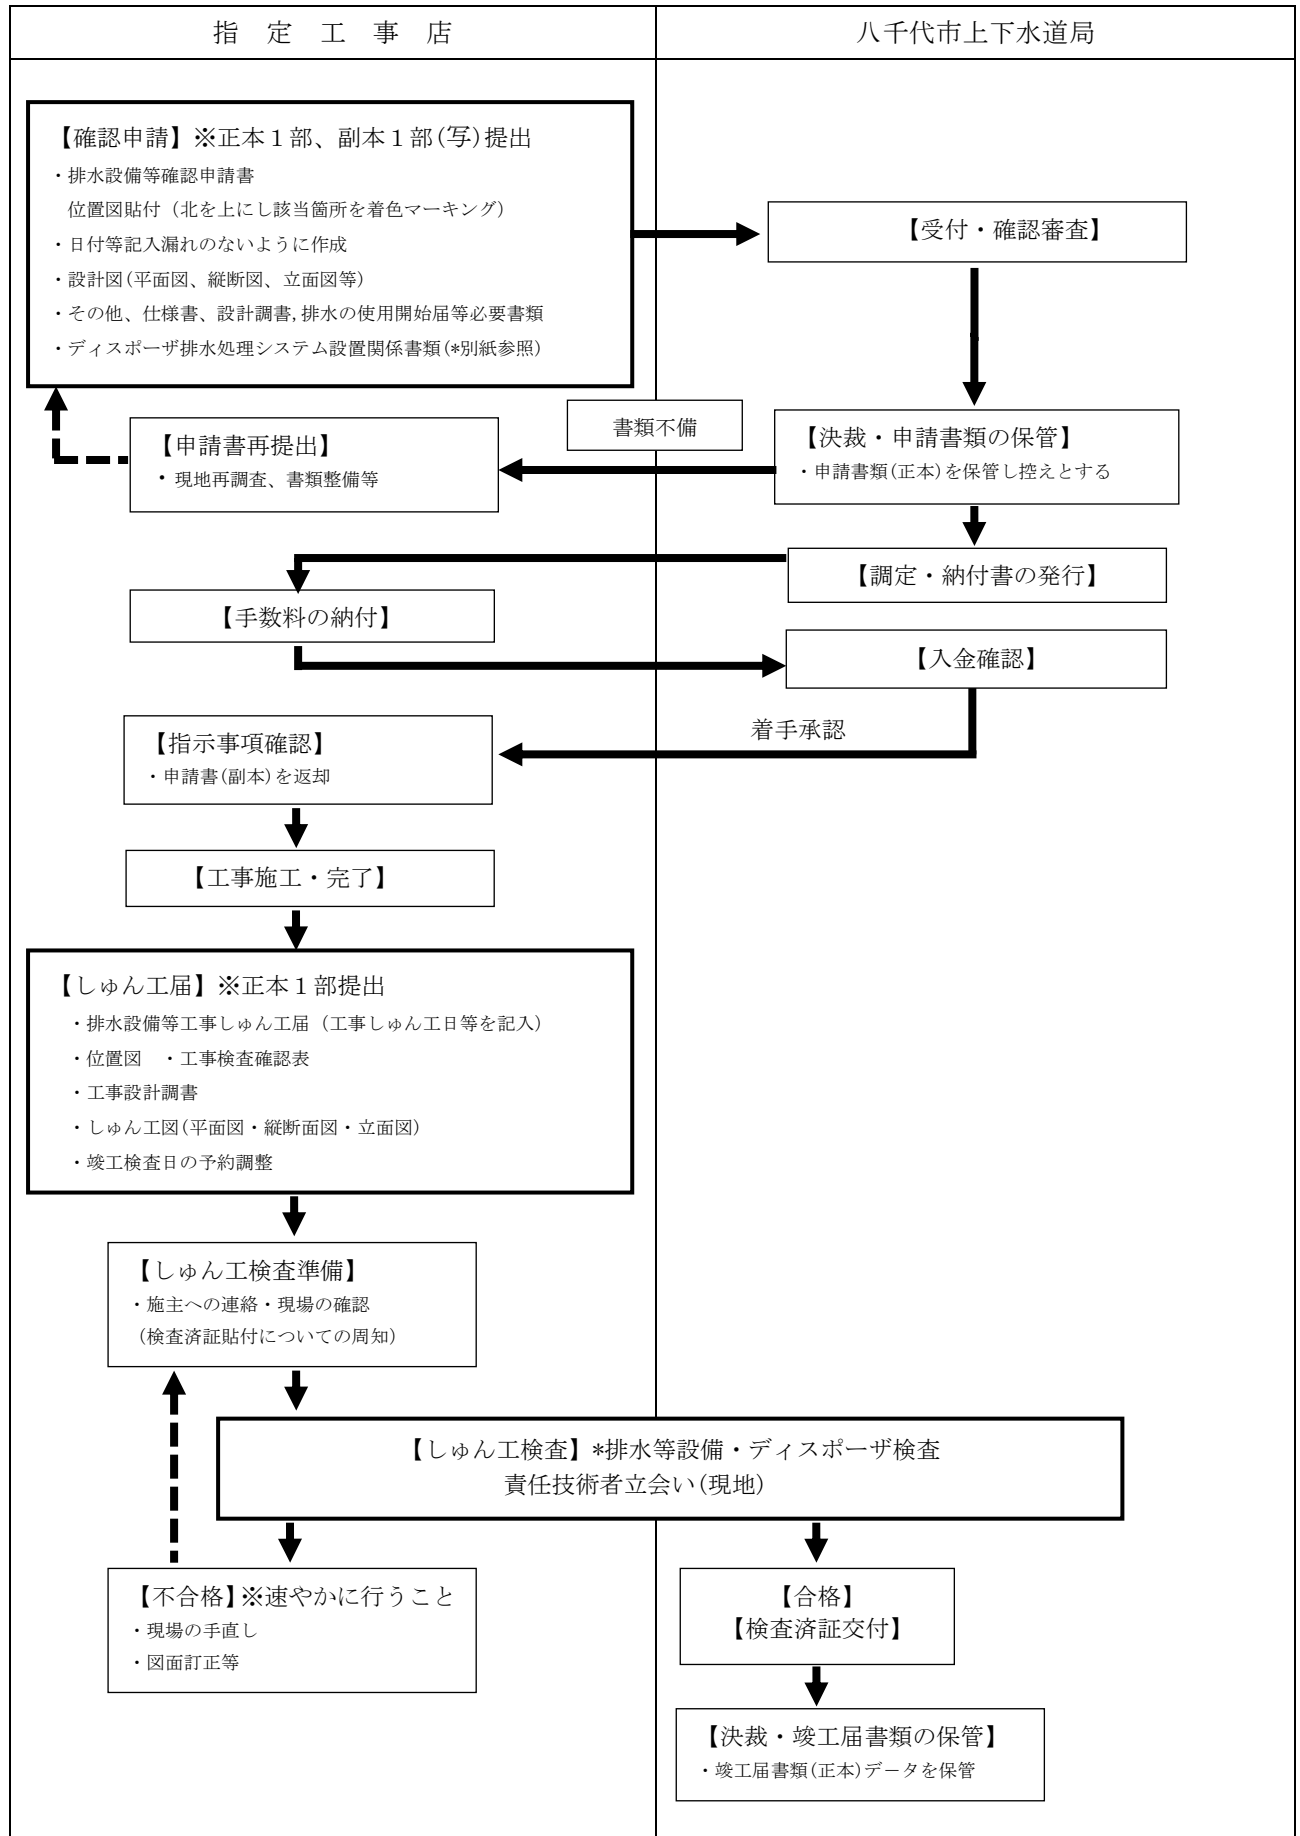 指　定　工　事　店
八千代市上下水道局
【確認申請】※正本１部、副本１部(写)提出
・排水設備等確認申請書
位置図貼付（北を上にし該当箇所を着色マーキング）
・日付等記入漏れのないように作成
・設計図(平面図、縦断図、立面図等)
・その他、仕様書、設計調書,排水の使用開始届等必要書類
・ディスポーザ排水処理システム設置関係書類(*別紙参照)
【受付・確認審査】
書類不備
【申請書再提出】
・現地再調査、書類整備等
【決裁・申請書類の保管】
・申請書類(正本)を保管し控えとする
【調定・納付書の発行】
【手数料の納付】
【入金確認】
着手承認
【指示事項確認】
・申請書(副本)を返却
【工事施工・完了】
【しゅん工届】※正本１部提出
・排水設備等工事しゅん工届（工事しゅん工日等を記入）
・位置図　・工事検査確認表
・工事設計調書
・しゅん工図(平面図・縦断面図・立面図)
・竣工検査日の予約調整
【しゅん工検査準備】
・施主への連絡・現場の確認
（検査済証貼付についての周知）
【しゅん工検査】*排水等設備・ディスポーザ検査
責任技術者立会い(現地)
【不合格】※速やかに行うこと
・現場の手直し
・図面訂正等
【合格】
【検査済証交付】
【決裁・竣工届書類の保管】
・竣工届書類(正本)データを保管